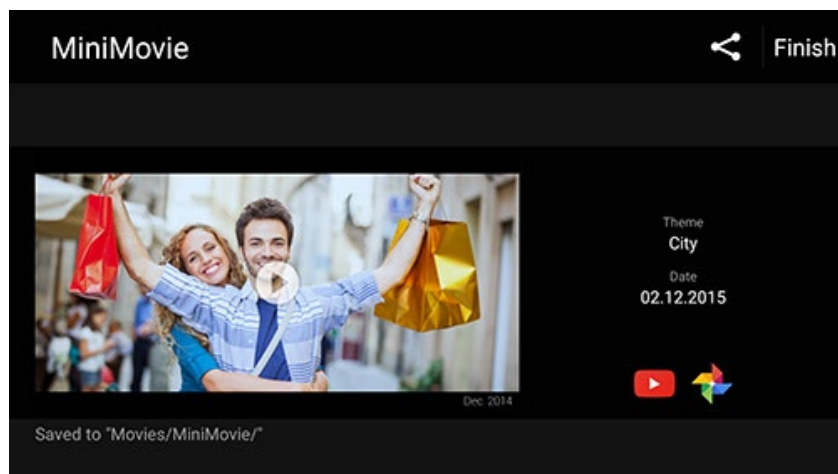 MiniMovie
Finish
Theme
City
Date
02.12.2015
Dec. 2014
Saved to "Movies/MiniMovie/"